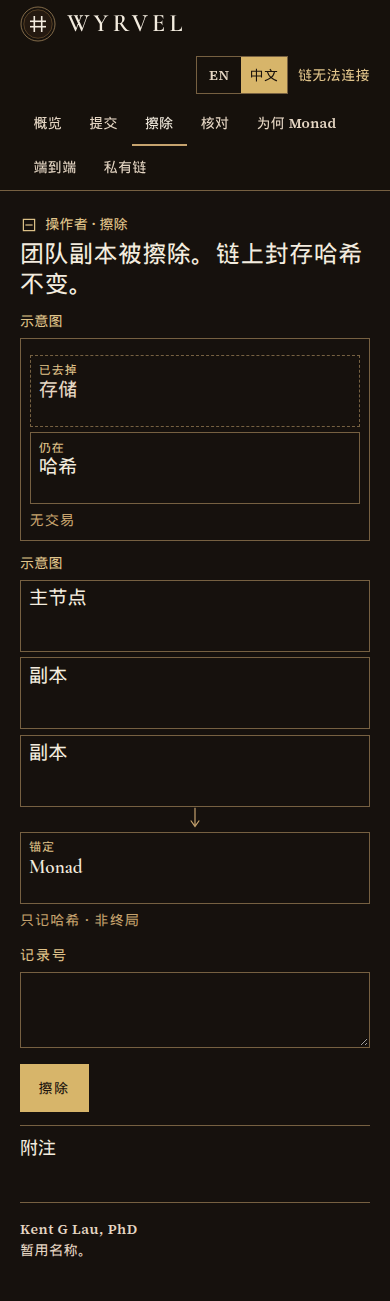 WYRVEL
EN 中文 链无法连接
概览 提交 擦除 核对 为何 Monad
端到端 私有链
操作者 · 擦除
团队副本被擦除。链上封存哈希
不变。
示意图
已去掉
存储
仍在
哈希
无交易
示意图
主节点
副本
副本
锚定
Monad
只记哈希 · 非终局
记录号
擦除
附注
Kent G Lau, PhD
暂用名称。